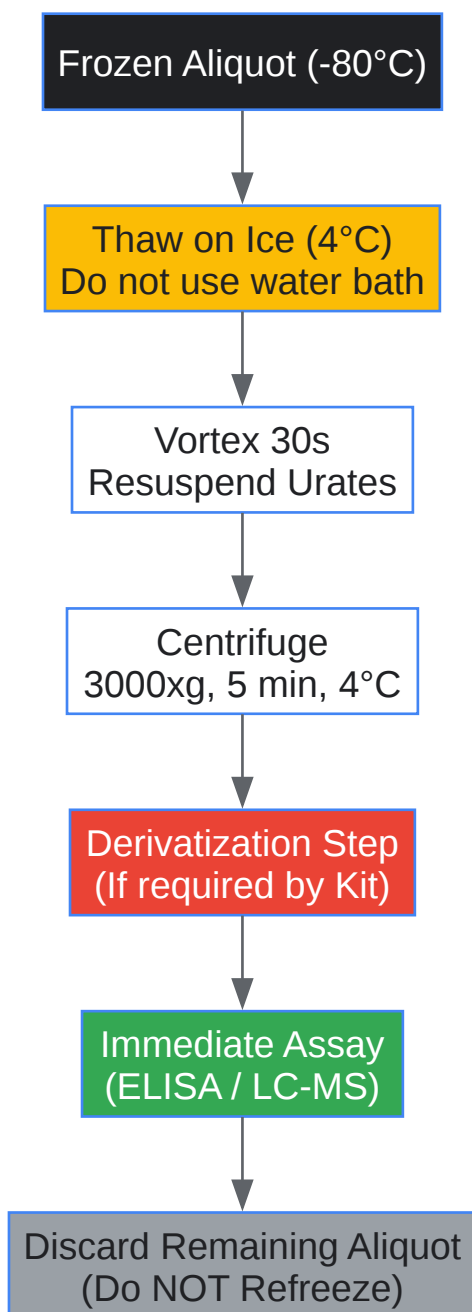 Frozen Aliquot (-80°C)
Thaw on Ice (4°C)
Do not use water bath
Vortex 30s
Resuspend Urates
Centrifuge
3000xg, 5 min, 4°C
Derivatization Step
(If required by Kit)
Immediate Assay
(ELISA / LC-MS)
Discard Remaining Aliquot
(Do NOT Refreeze)